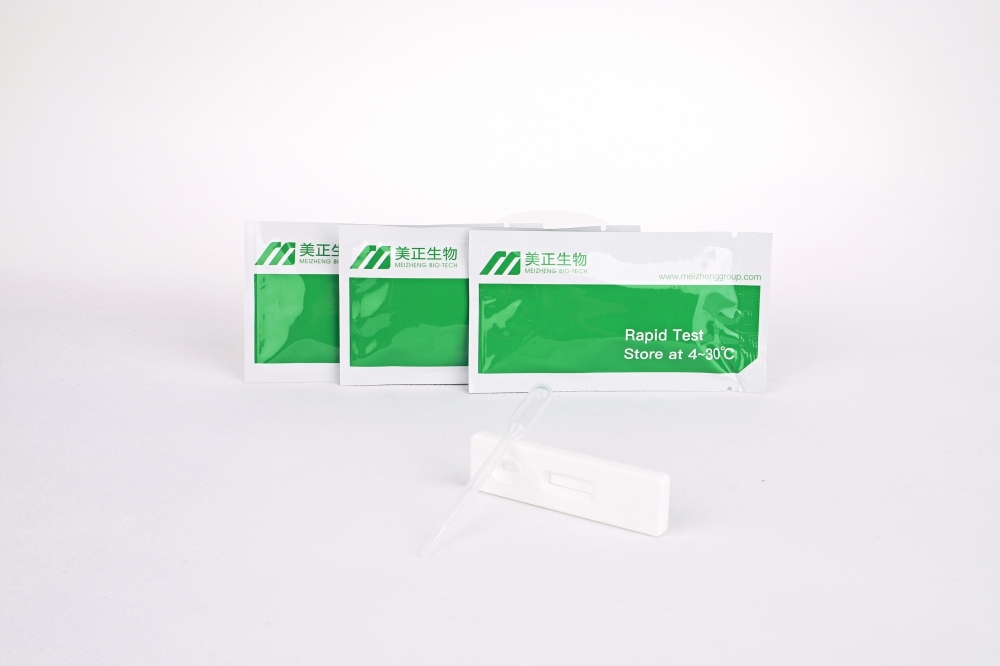 美正生物
MEIZHENG BIO-TECH
美正生物
MEIZHENG BIO-TECH
美正生物
MEIZHENG BIO-TECH
www.meizhenggroup.com
Rapid Test
Store at 4~30℃